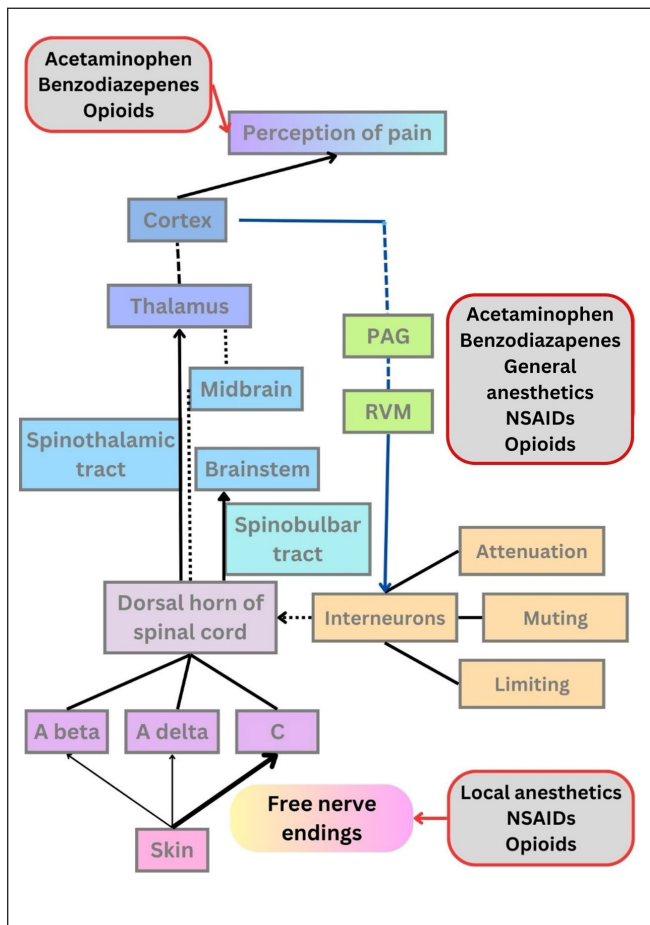 Acetaminophen
Benzodiazepenes
Opioids
Perception of pain
Cortex
Thalamus
PAG
Acetaminophen
Benzodiazapenes
General
anesthetics
NSAIDs
Opioids
Midbrain
RVM
Spinothalamic
tract
Brainstem
Spinobulbar
tract
Attenuation
Dorsal horn of
spinal cord
Interneurons
Muting
Limiting
A beta
A delta
C
Free nerve
endings
Local anesthetics
NSAIDs
Opioids
Skin